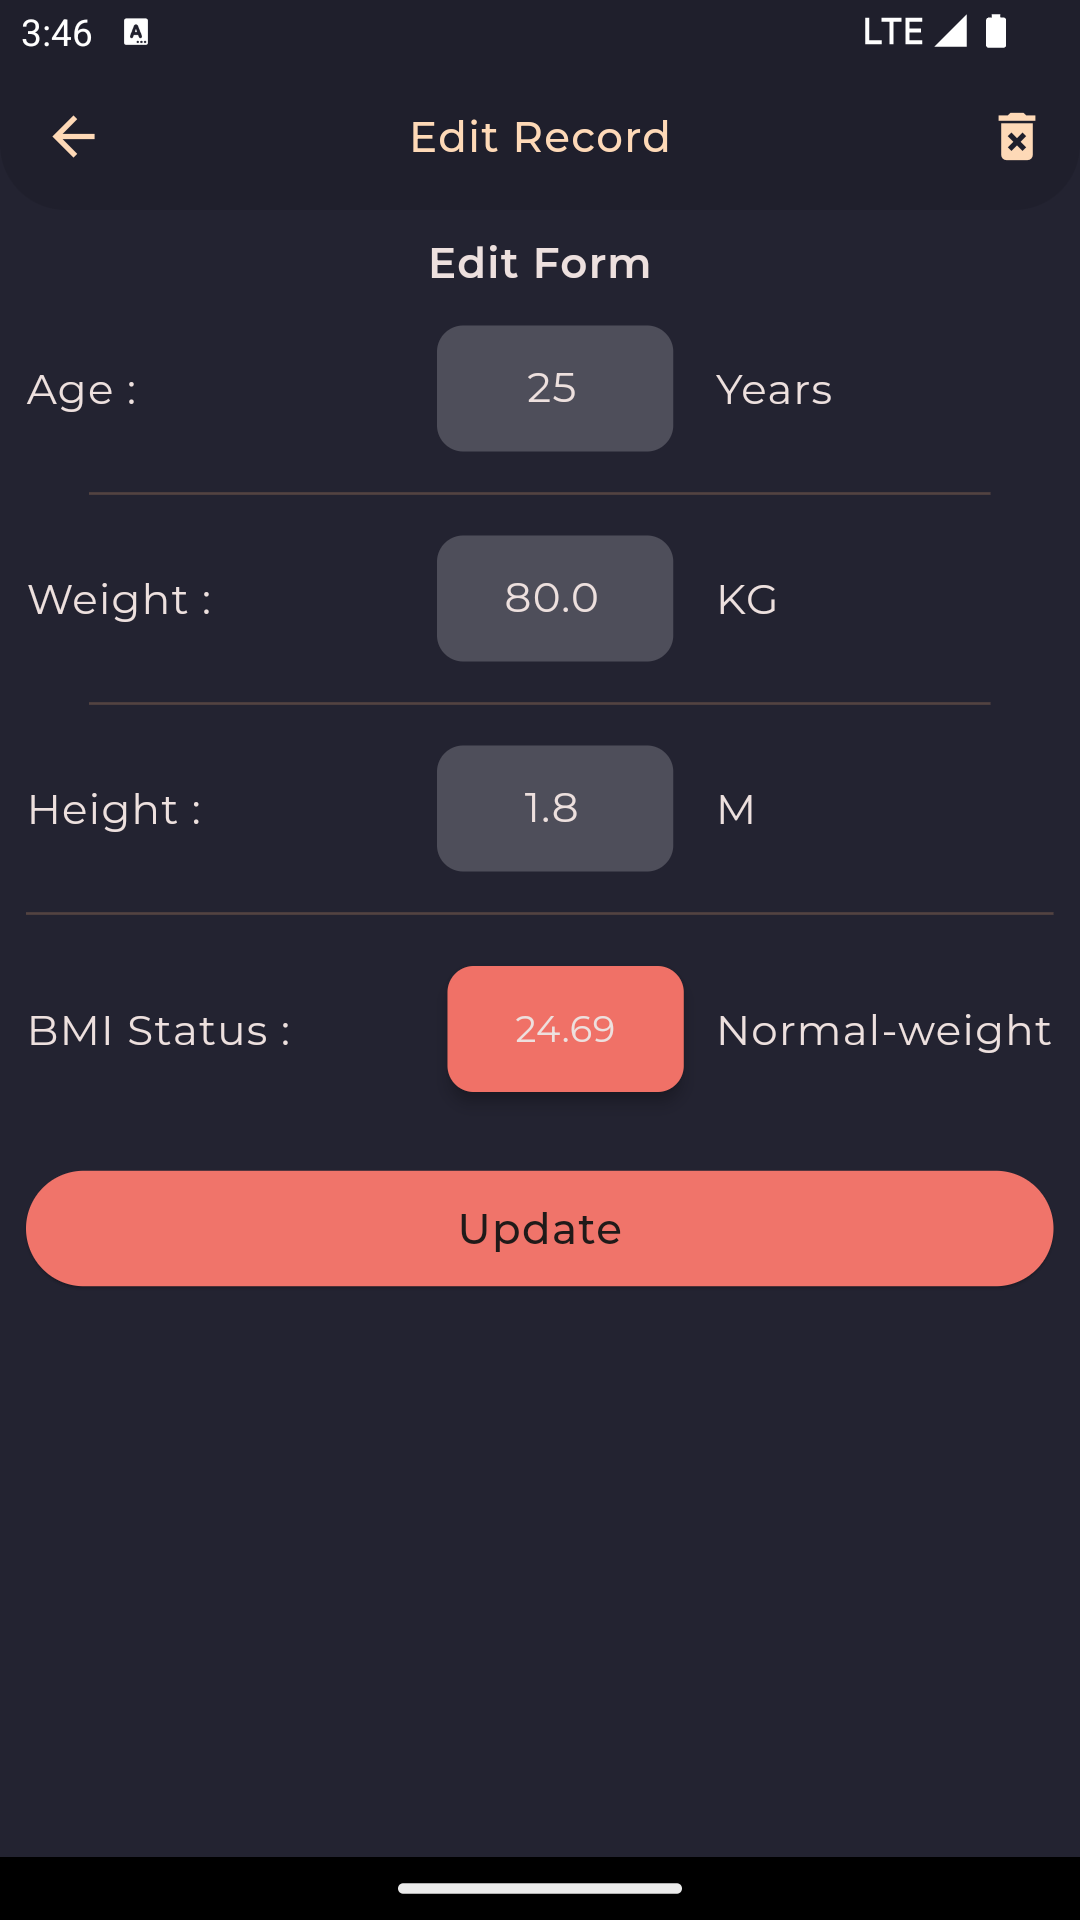 3:46 LTE
Edit Record
Edit Form
Age : 25 Years
Weight : 80.0 KG
Height : 1.8 M
BMI Status : 24.69 Normal-weight
Update